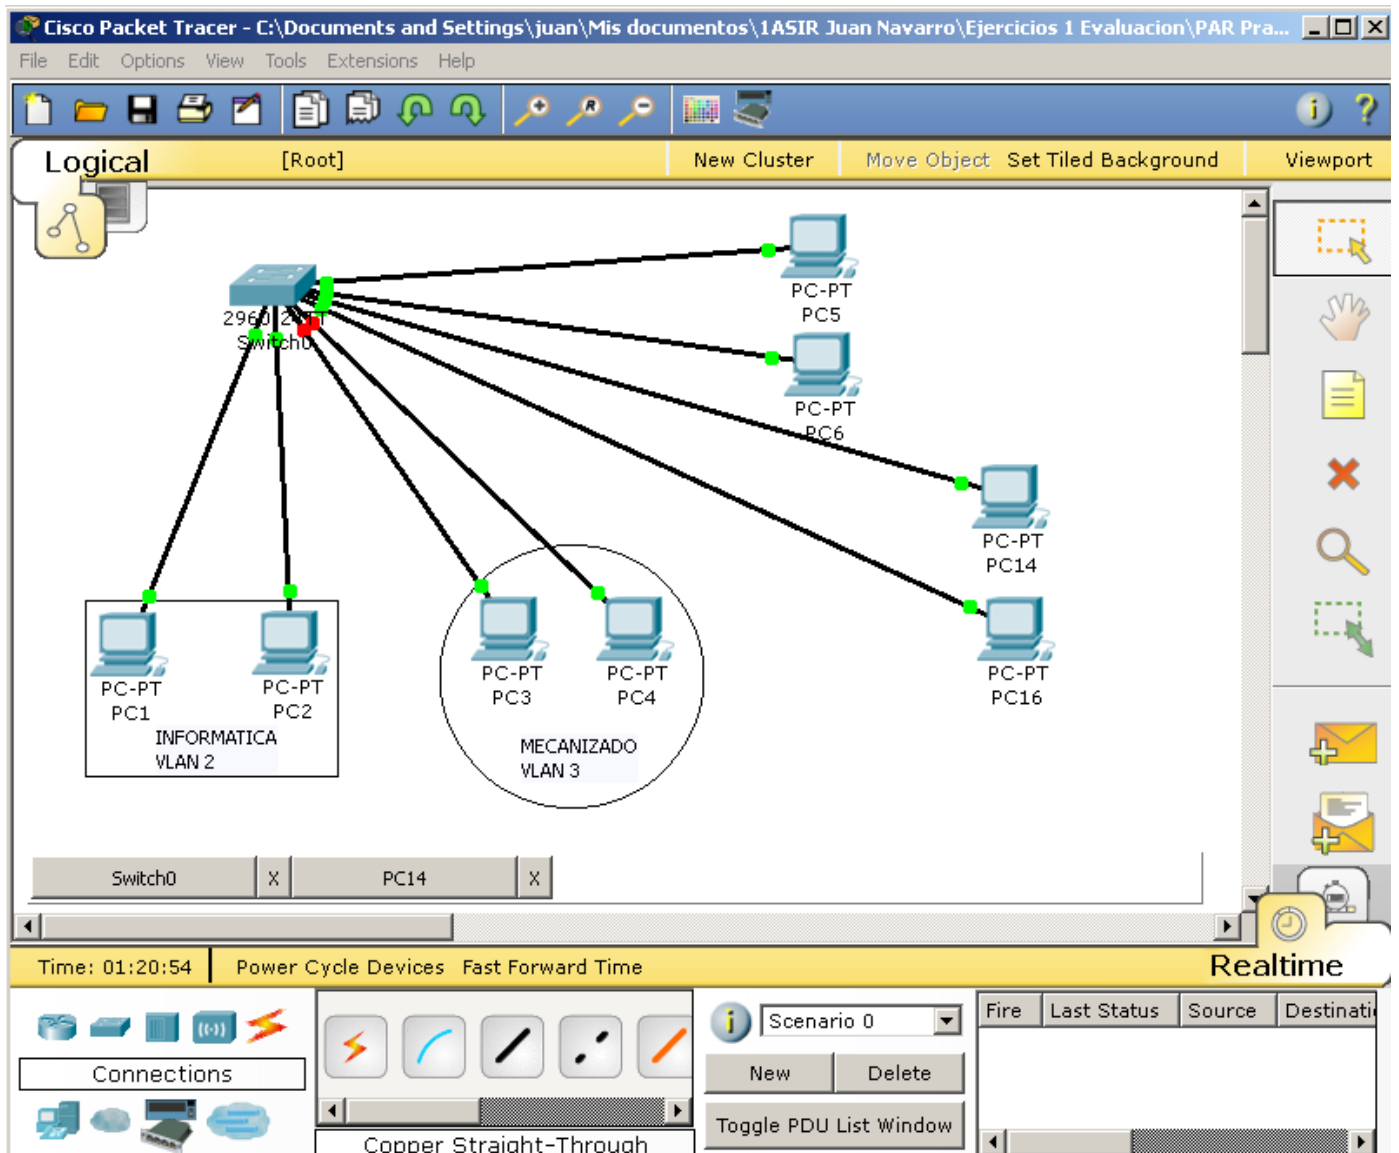 Cisco Packet Tracer - C:\Documents and Settings\juan\Mis documentos\1ASIR Juan Navarro\Ejercicios 1 Evaluacion\PAR Pra...
File Edit Options View Tools Extensions Help
Logical [Root] New Cluster Move Object Set Tiled Background Viewport
PC-PT
PC5
2960-24TT
Switch0
PC-PT
PC6
PC-PT
PC14
PC-PT
PC1
PC-PT
PC2
PC-PT
PC3
PC-PT
PC4
PC-PT
PC16
INFORMATICA
VLAN 2
MECANIZADO
VLAN 3
Switch0 X PC14 X
Time: 01:20:54 Power Cycle Devices Fast Forward Time Realtime
Scenario 0
Fire Last Status Source Destinati
Connections
New Delete
Toggle PDU List Window
Copper Straight-Through